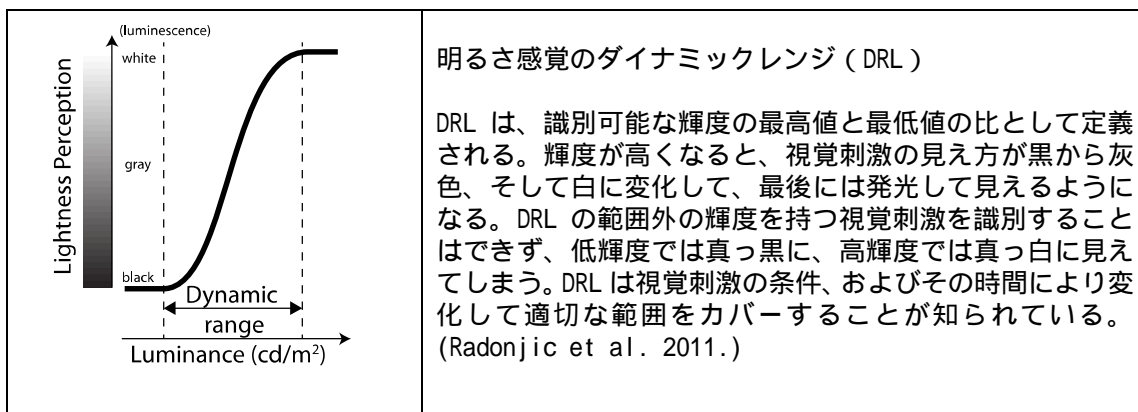 (luminescence)
white
Lightness Perception
gray
black
Dynamic
range
Luminance (cd/m²)
明るさ感覚のダイナミックレンジ ( DRL )
DRL は、識別可能な輝度の最高値と最低値の比として定義
される。輝度が高くなると、視覚刺激の見え方が黒から灰
色、そして白に変化して、最後には発光して見えるように
なる。DRL の範囲外の輝度を持つ視覚刺激を識別すること
はできず、低輝度では真っ黒に、高輝度では真っ白に見え
てしまう。DRL は視覚刺激の条件、およびその時間により変
化して適切な範囲をカバーすることが知られている。
(Radonjic et al. 2011.)